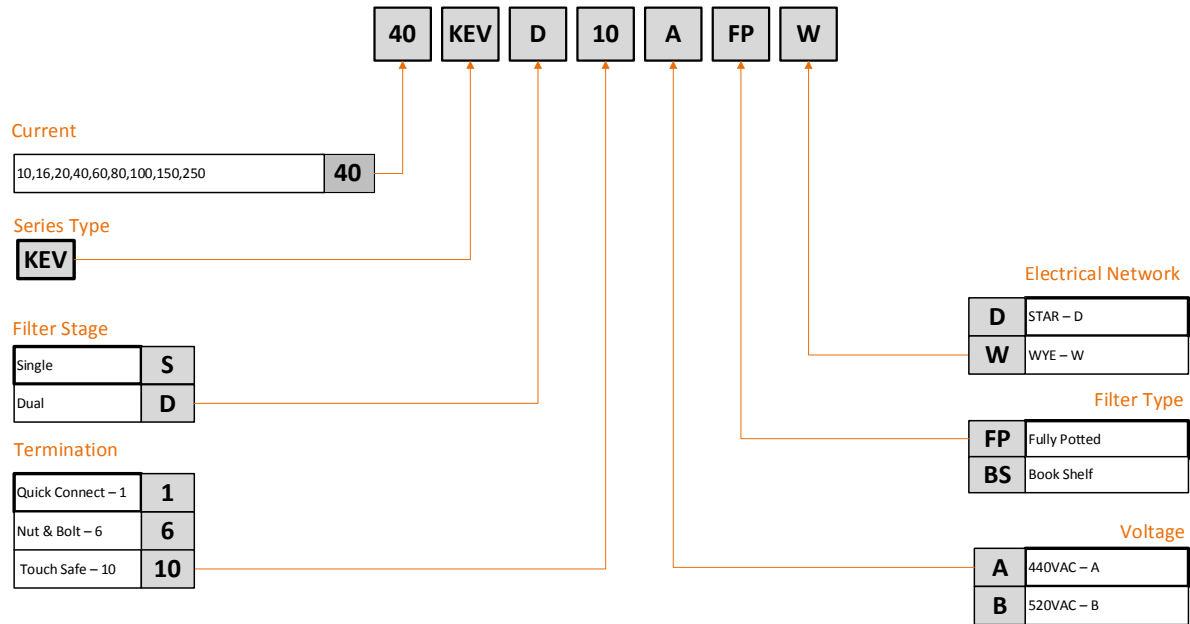 40 KEV D 10 A FP W
Current
10,16,20,40,60,80,100,150,250 40
Series Type
KEV
Filter Stage
Single S
Dual D
Termination
Quick Connect – 1 1
Nut & Bolt – 6 6
Touch Safe – 10 10
Electrical Network
D STAR – D
W WYE – W
Filter Type
FP Fully Potted
BS Book Shelf
Voltage
A 440VAC – A
B 520VAC – B